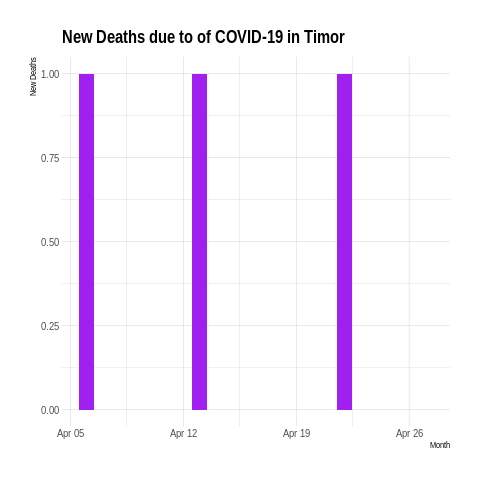 New Deaths due to of COVID-19 in Timor
New Deaths
1.00
0.75
0.50
0.25
0.00
Apr 05 Apr 12 Apr 19 Apr 26
Month